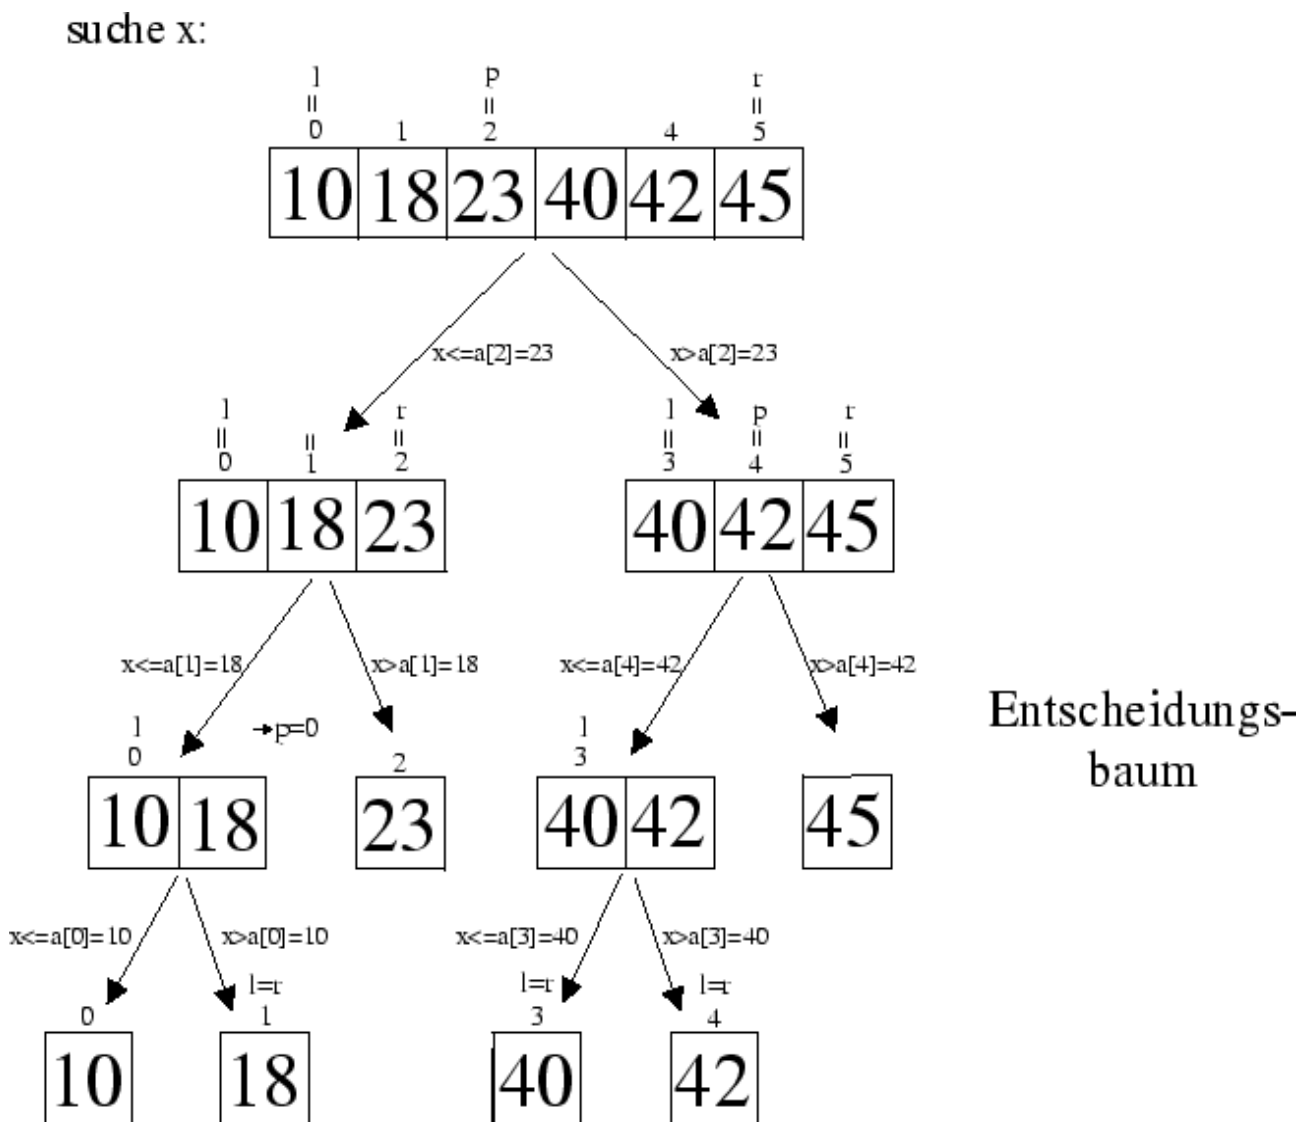 suche x:
l p r
= = =
0 1 2 4 5
10 18 23 40 42 45
x<=a[2]=23 x>a[2]=23
l r l p r
= = = = = =
0 1 2 3 4 5
10 18 23 40 42 45
x<=a[1]=18 x>a[1]=18 x<=a[4]=42 x>a[4]=42
Entscheidungs-
baum
l →p=0 l
0 2 3
10 18 23 40 42 45
x<=a[0]=10 x>a[0]=10 x<=a[3]=40 x>a[3]=40
l=r l=r l=r
0 1 3 4
10 18 40 42